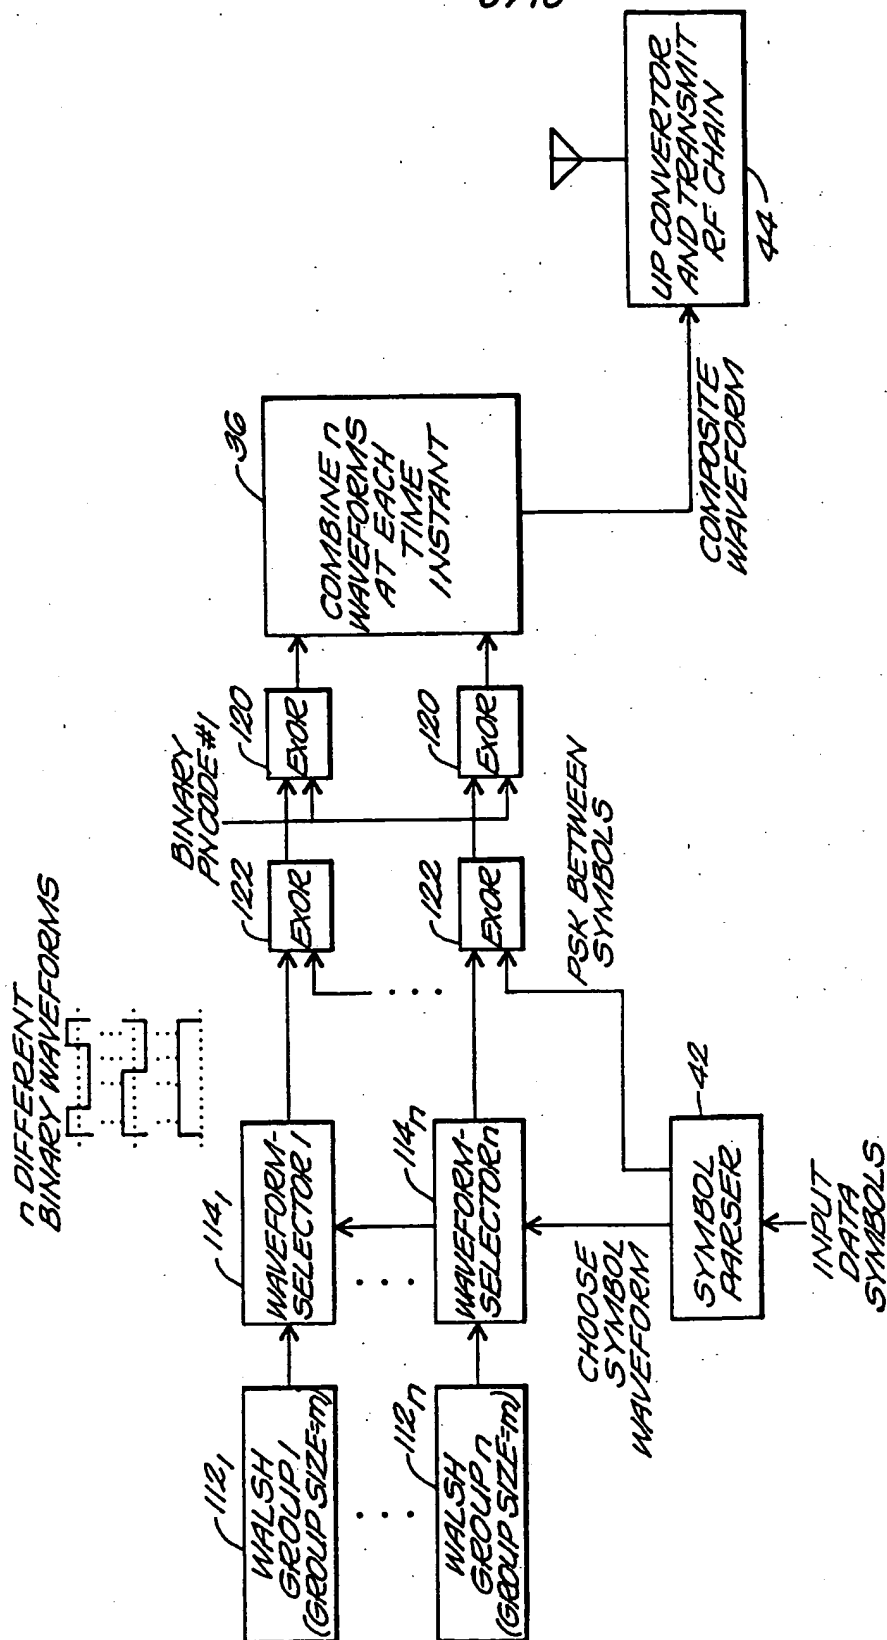 n DIFFERENT
BINARY WAVEFORMS
112₁
WALSH
GROUP 1
(GROUP SIZE=m)
114₁
WAVEFORM-
SELECTOR 1
122
EXOR
BINARY
PN CODE #1
120
EXOR
36
COMBINE n
WAVEFORMS
AT EACH
TIME
INSTANT
112ₙ
WALSH
GROUP n
(GROUP SIZE=m)
114ₙ
WAVEFORM-
SELECTOR n
122
EXOR
120
EXOR
CHOOSE
SYMBOL
WAVEFORM
PSK BETWEEN
SYMBOLS
42
SYMBOL
PARSER
INPUT
DATA
SYMBOLS
COMPOSITE
WAVEFORM
UP CONVERTOR
AND TRANSMIT
RF CHAIN
44